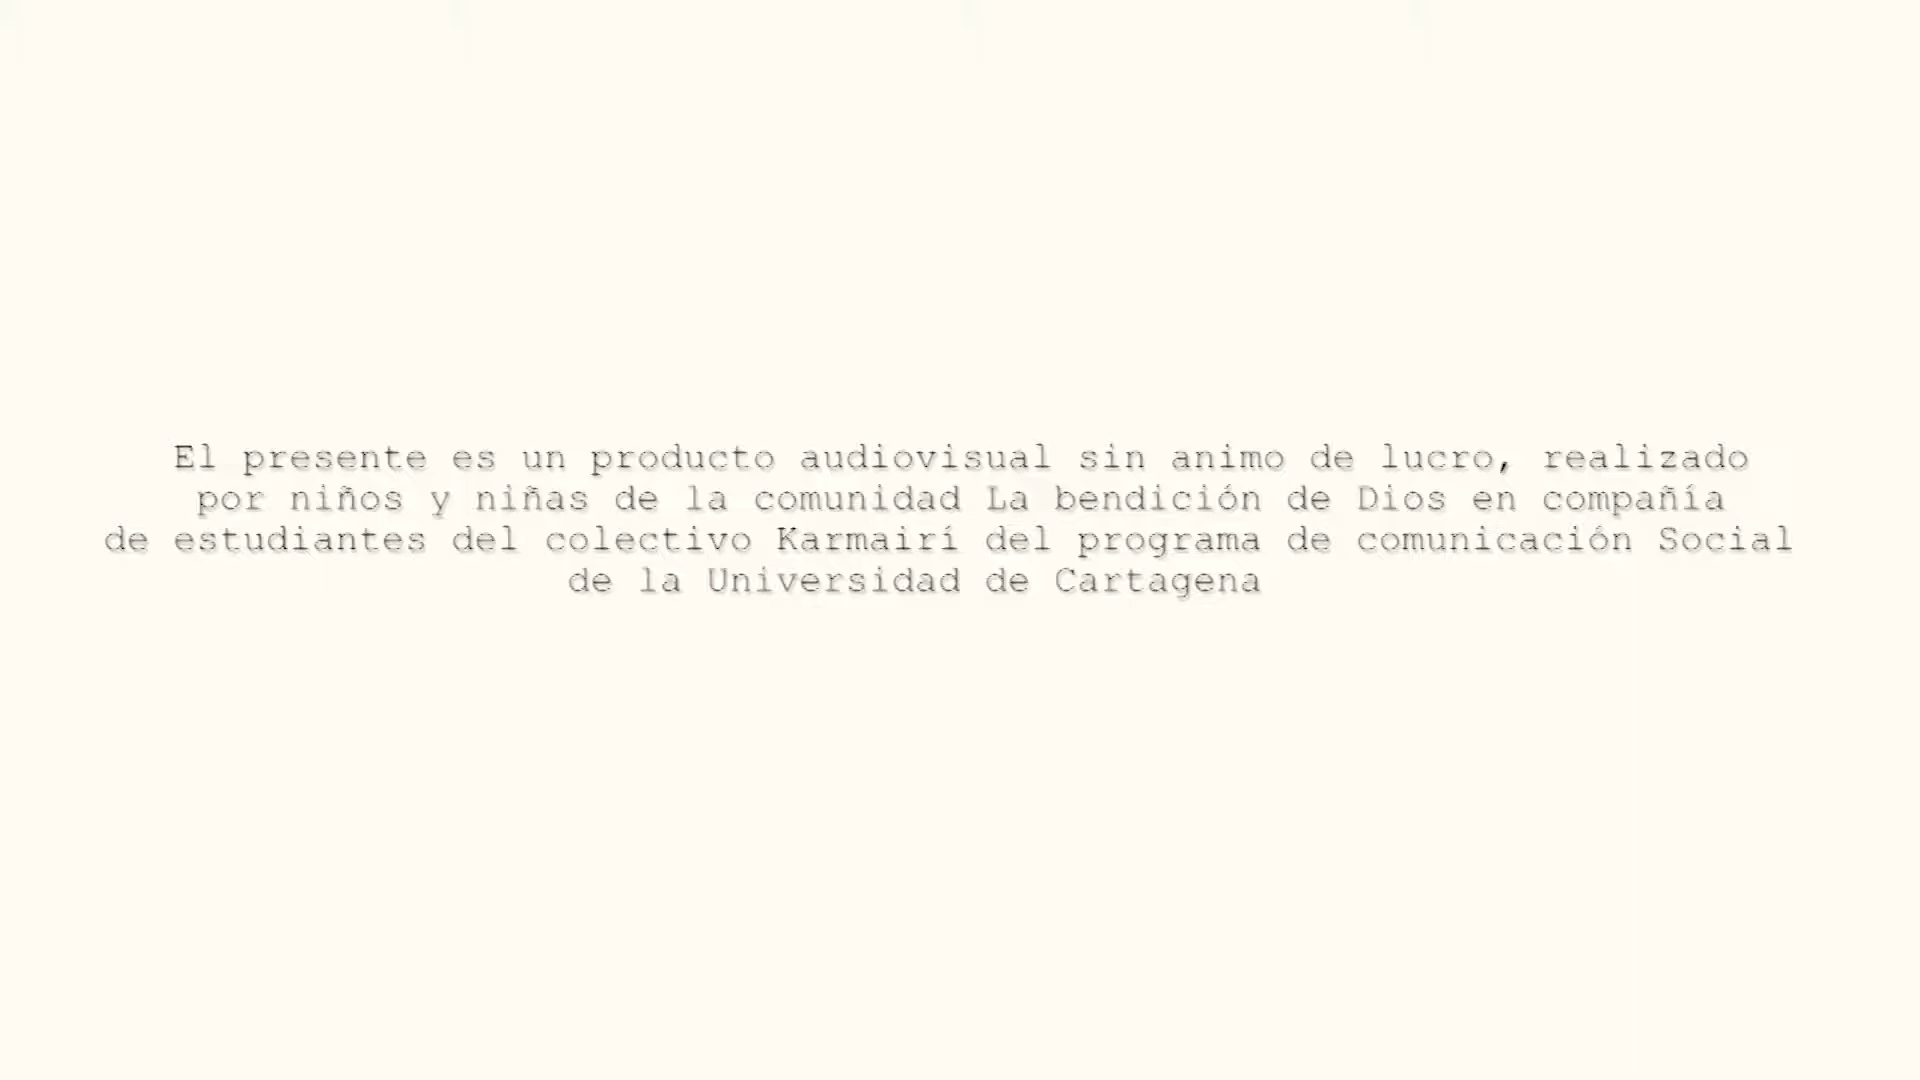 El presente es un producto audiovisual sin animo de lucro, realizado
por niños y niñas de la comunidad La bendición de Dios en compañía
de estudiantes del colectivo Karmairí del programa de comunicación Social
de la Universidad de Cartagena